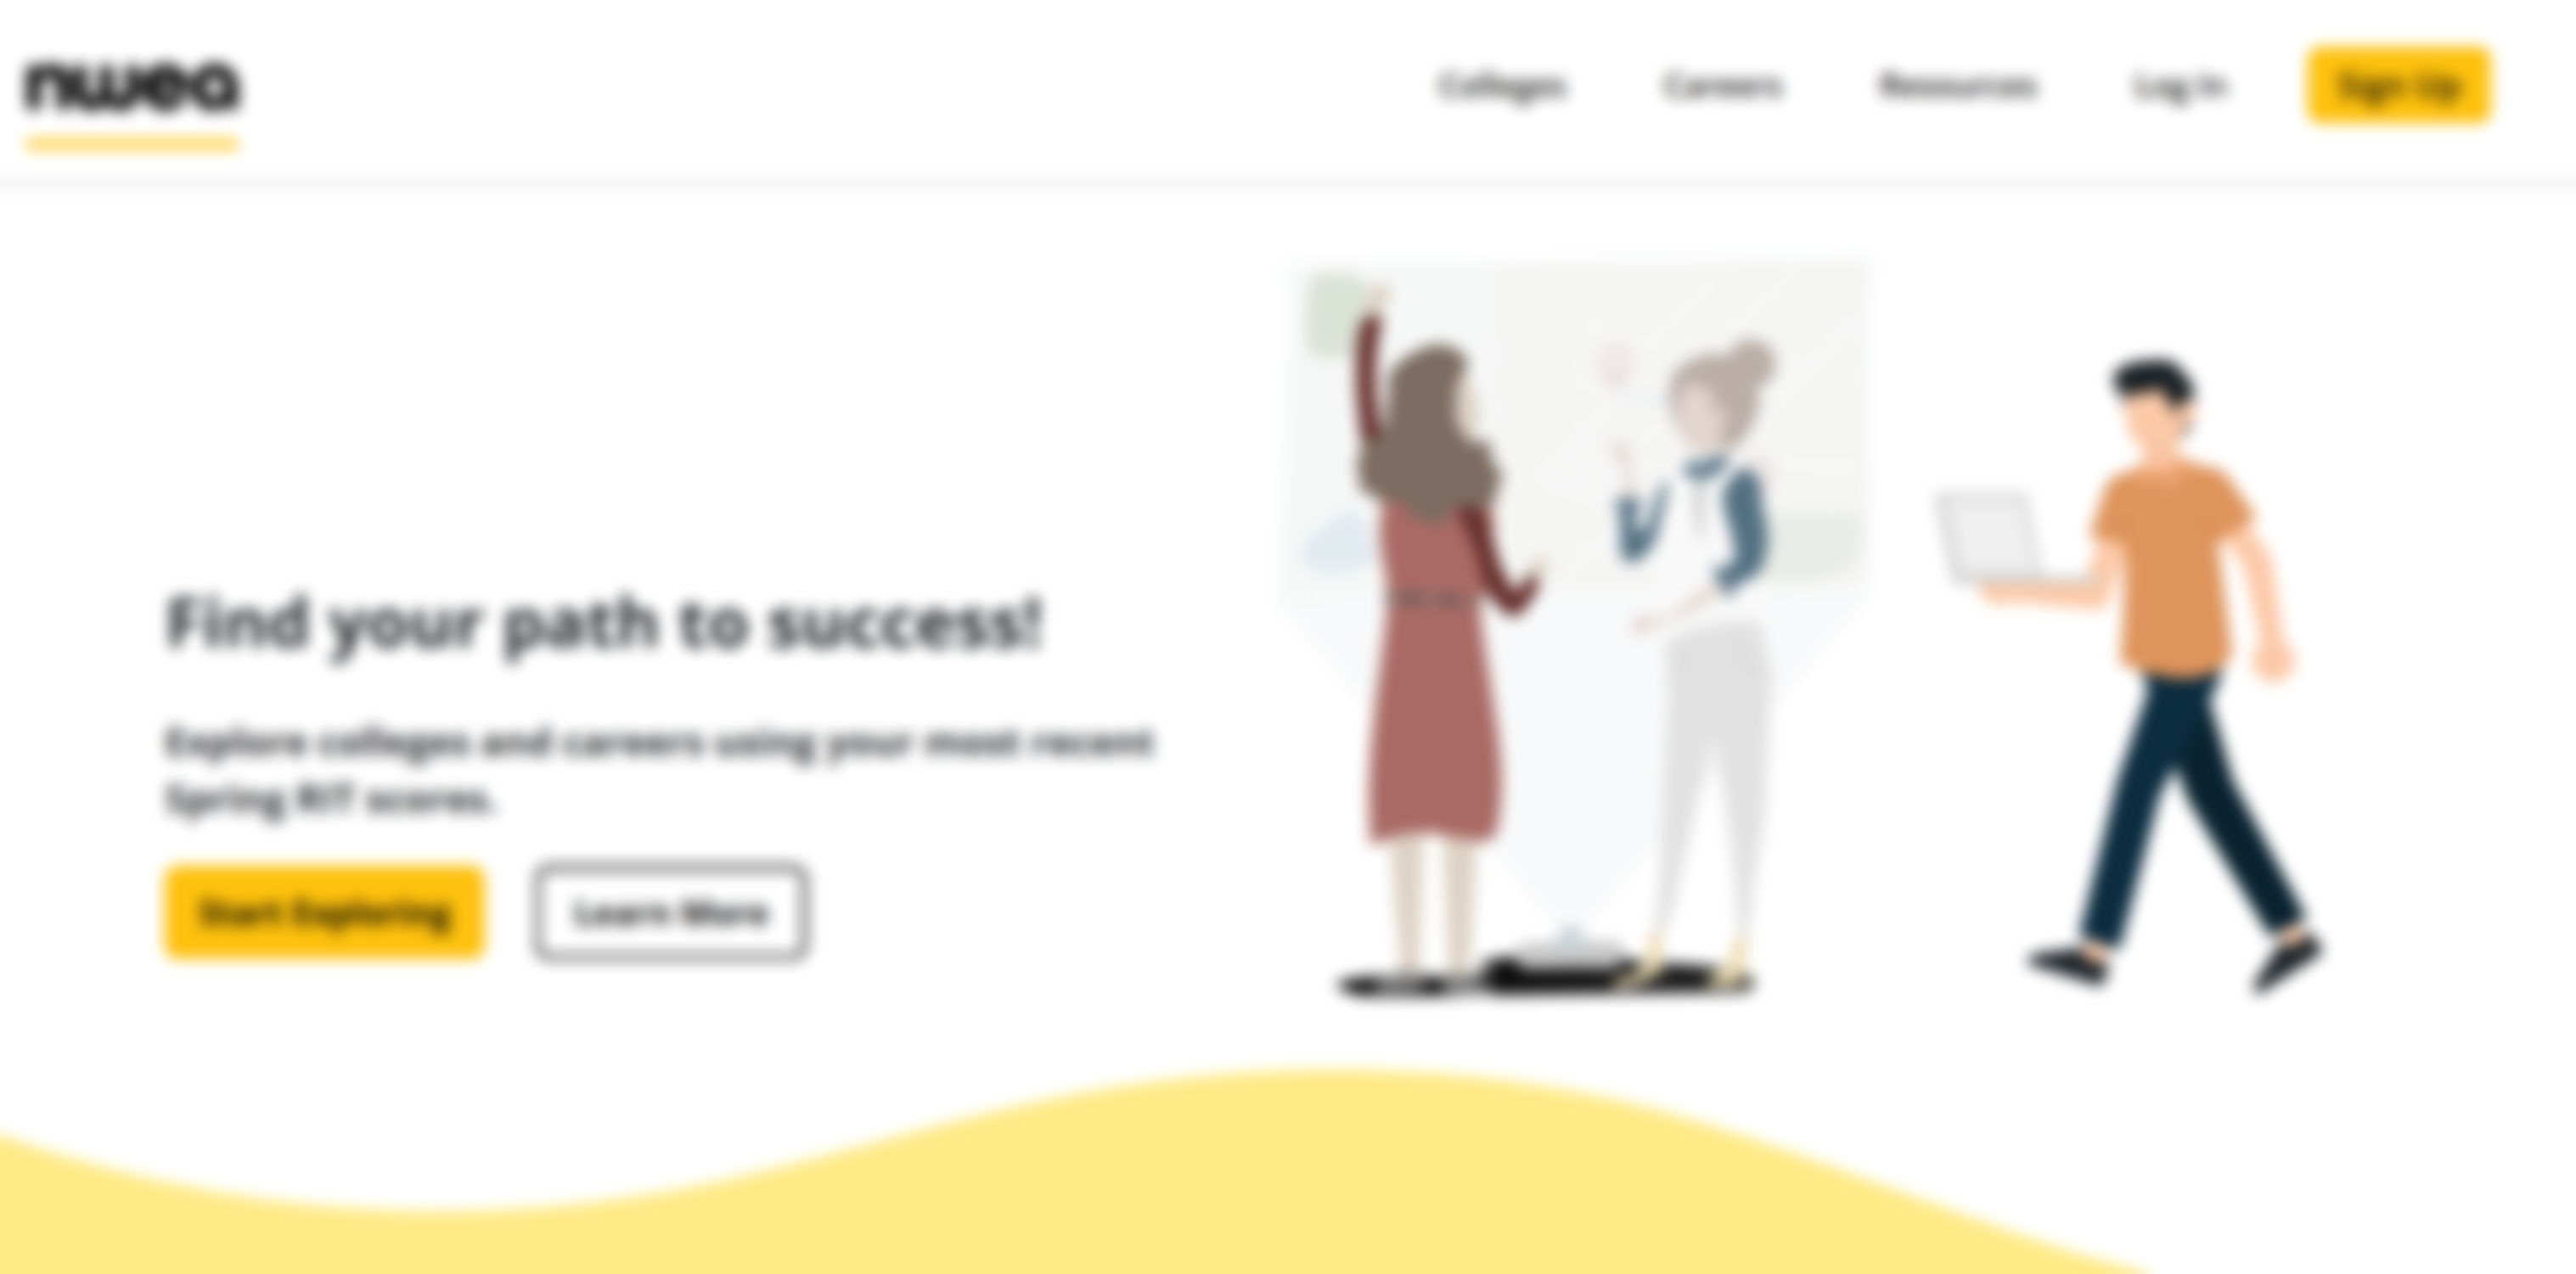 nwea
Colleges Careers Resources Log In Sign Up
Find your path to success!
Explore colleges and careers using your most recent
Spring RIT scores.
Start Exploring Learn More